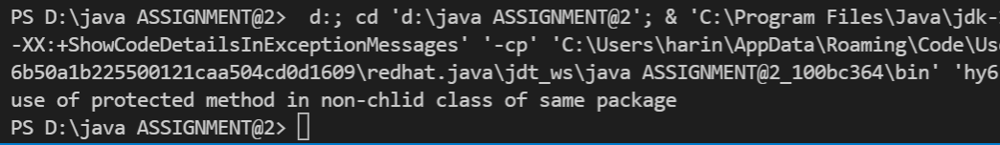 PS D:\java ASSIGNMENT@2>  d:; cd 'd:\java ASSIGNMENT@2'; & 'C:\Program Files\Java\jdk-
-XX:+ShowCodeDetailsInExceptionMessages' '-cp' 'C:\Users\harin\AppData\Roaming\Code\Us
6b50a1b225500121caa504cd0d1609\redhat.java\jdt_ws\java ASSIGNMENT@2_100bc364\bin' 'hy6
use of protected method in non-chlid class of same package
PS D:\java ASSIGNMENT@2>